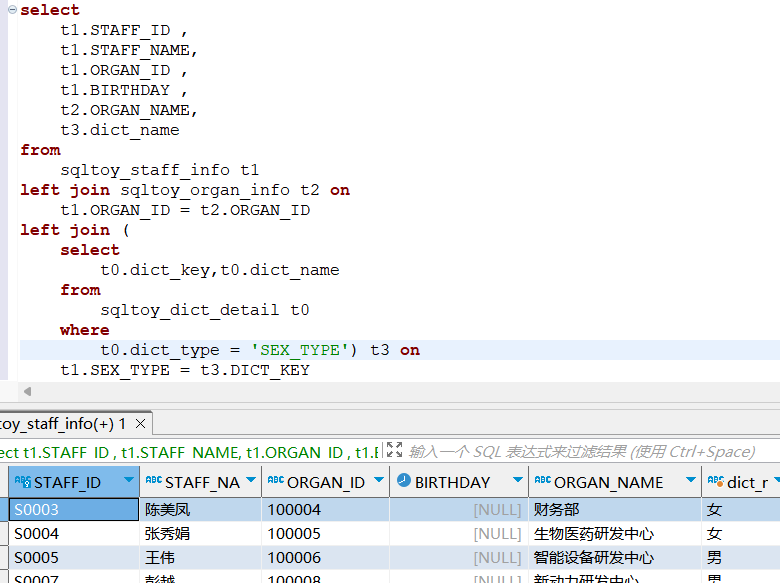 select
t1.STAFF_ID ,
t1.STAFF_NAME,
t1.ORGAN_ID ,
t1.BIRTHDAY ,
t2.ORGAN_NAME,
t3.dict_name
from
sqltoy_staff_info t1
left join sqltoy_organ_info t2 on
t1.ORGAN_ID = t2.ORGAN_ID
left join (
select
t0.dict_key,t0.dict_name
from
sqltoy_dict_detail t0
where
t0.dict_type = 'SEX_TYPE') t3 on
t1.SEX_TYPE = t3.DICT_KEY
toy_staff_info(+) 1
ect t1.STAFF_ID , t1.STAFF_NAME, t1.ORGAN_ID , t1.E 输入一个 SQL 表达式来过滤结果 (使用 Ctrl+Space)
ABC STAFF_ID ABC STAFF_NA ABC ORGAN_ID BIRTHDAY ABC ORGAN_NAME ABC dict_r
S0003 陈美凤 100004 [NULL] 财务部 女
S0004 张秀娟 100005 [NULL] 生物医药研发中心 女
S0005 王伟 100006 [NULL] 智能设备研发中心 男
S0007 彭越 100008 [NULL] 新动力研发中心 男